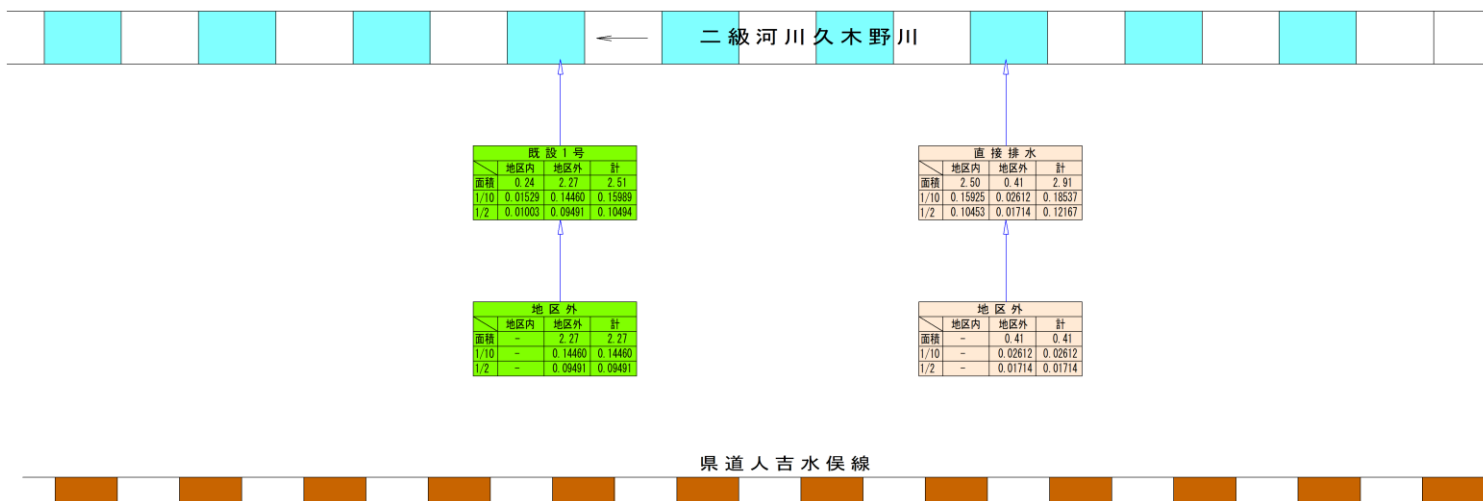 二級河川久木野川
既設1号
地区内 地区外 計
面積 0.24 2.27 2.51
1/10 0.01529 0.14460 0.15989
1/2 0.01003 0.09491 0.10494
直接排水
地区内 地区外 計
面積 2.50 0.41 2.91
1/10 0.15925 0.02612 0.18537
1/2 0.10453 0.01714 0.12167
地区外
地区内 地区外 計
面積 - 2.27 2.27
1/10 - 0.14460 0.14460
1/2 - 0.09491 0.09491
地区外
地区内 地区外 計
面積 - 0.41 0.41
1/10 - 0.02612 0.02612
1/2 - 0.01714 0.01714
県道人吉水俣線